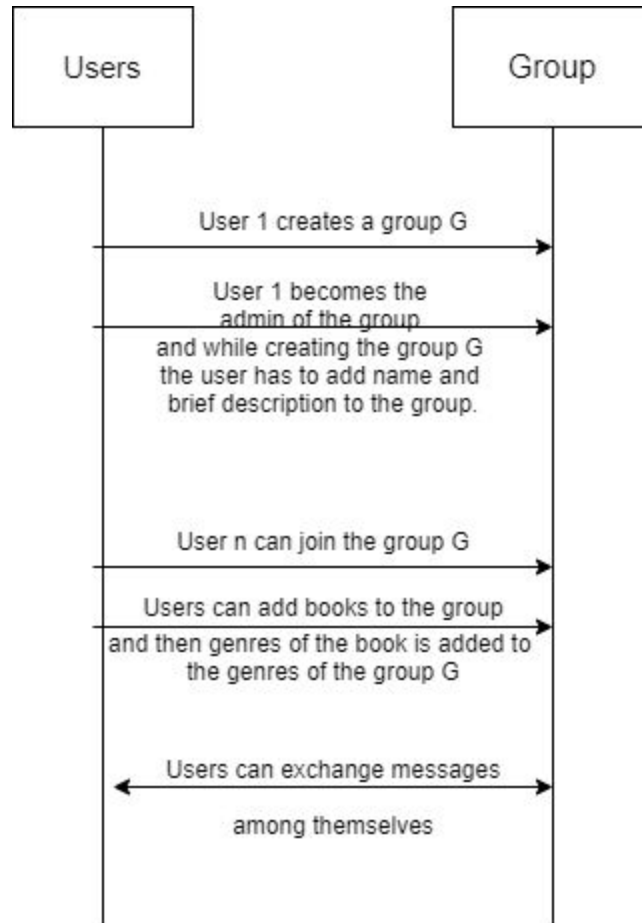 Users
Group
User 1 creates a group G
User 1 becomes the
admin of the group
and while creating the group G
the user has to add name and
brief description to the group.
User n can join the group G
Users can add books to the group
and then genres of the book is added to
the genres of the group G
Users can exchange messages
among themselves